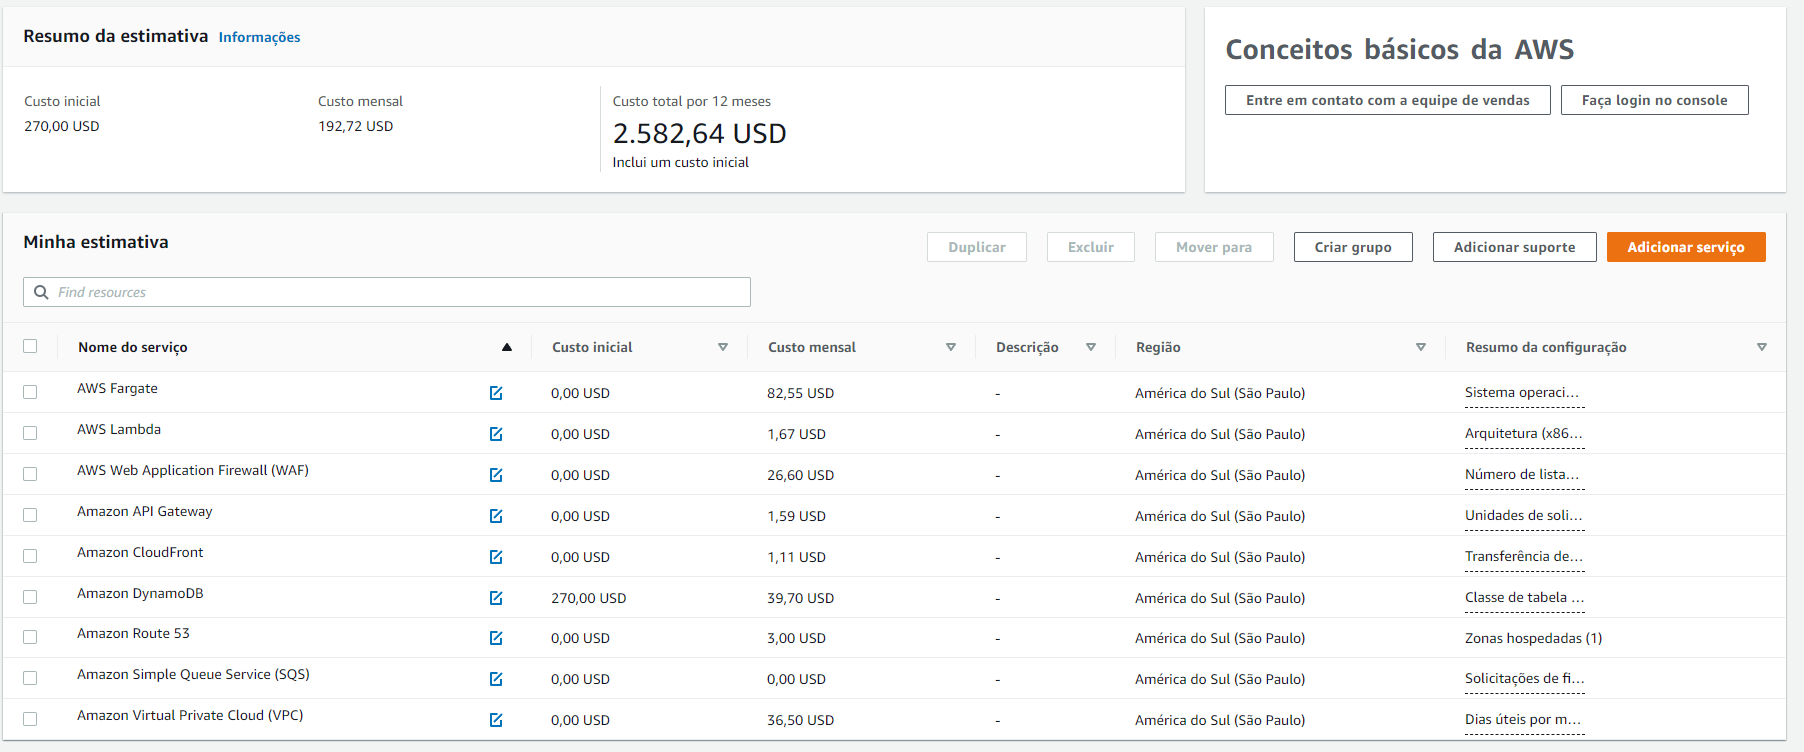 Resumo da estimativa Informações
Custo inicial
270,00 USD
Custo mensal
192,72 USD
Custo total por 12 meses
2.582,64 USD
Inclui um custo inicial
Conceitos básicos da AWS
Entre em contato com a equipe de vendas
Faça login no console
Minha estimativa
Duplicar Excluir Mover para Criar grupo Adicionar suporte Adicionar serviço
Find resources
Nome do serviço Custo inicial Custo mensal Descrição Região Resumo da configuração
AWS Fargate 0,00 USD 82,55 USD - América do Sul (São Paulo) Sistema operaci...
AWS Lambda 0,00 USD 1,67 USD - América do Sul (São Paulo) Arquitetura (x86...
AWS Web Application Firewall (WAF) 0,00 USD 26,60 USD - América do Sul (São Paulo) Número de lista...
Amazon API Gateway 0,00 USD 1,59 USD - América do Sul (São Paulo) Unidades de soli...
Amazon CloudFront 0,00 USD 1,11 USD - América do Sul (São Paulo) Transferência de...
Amazon DynamoDB 270,00 USD 39,70 USD - América do Sul (São Paulo) Classe de tabela ...
Amazon Route 53 0,00 USD 3,00 USD - América do Sul (São Paulo) Zonas hospedadas (1)
Amazon Simple Queue Service (SQS) 0,00 USD 0,00 USD - América do Sul (São Paulo) Solicitações de fi...
Amazon Virtual Private Cloud (VPC) 0,00 USD 36,50 USD - América do Sul (São Paulo) Dias úteis por m...